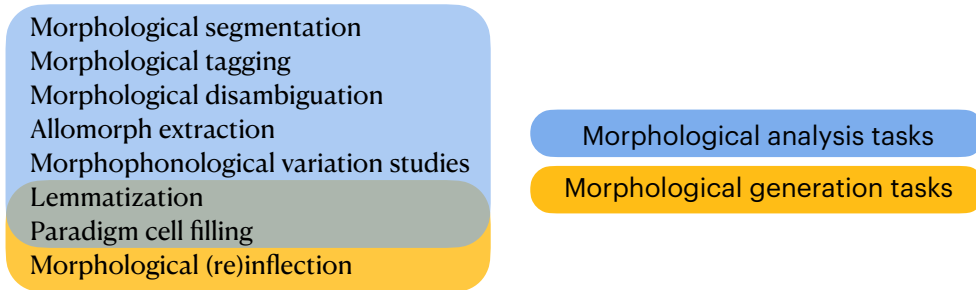 Morphological segmentation
Morphological tagging
Morphological disambiguation
Allomorph extraction
Morphophonological variation studies
Lemmatization
Paradigm cell filling
Morphological (re)inflection
Morphological analysis tasks
Morphological generation tasks